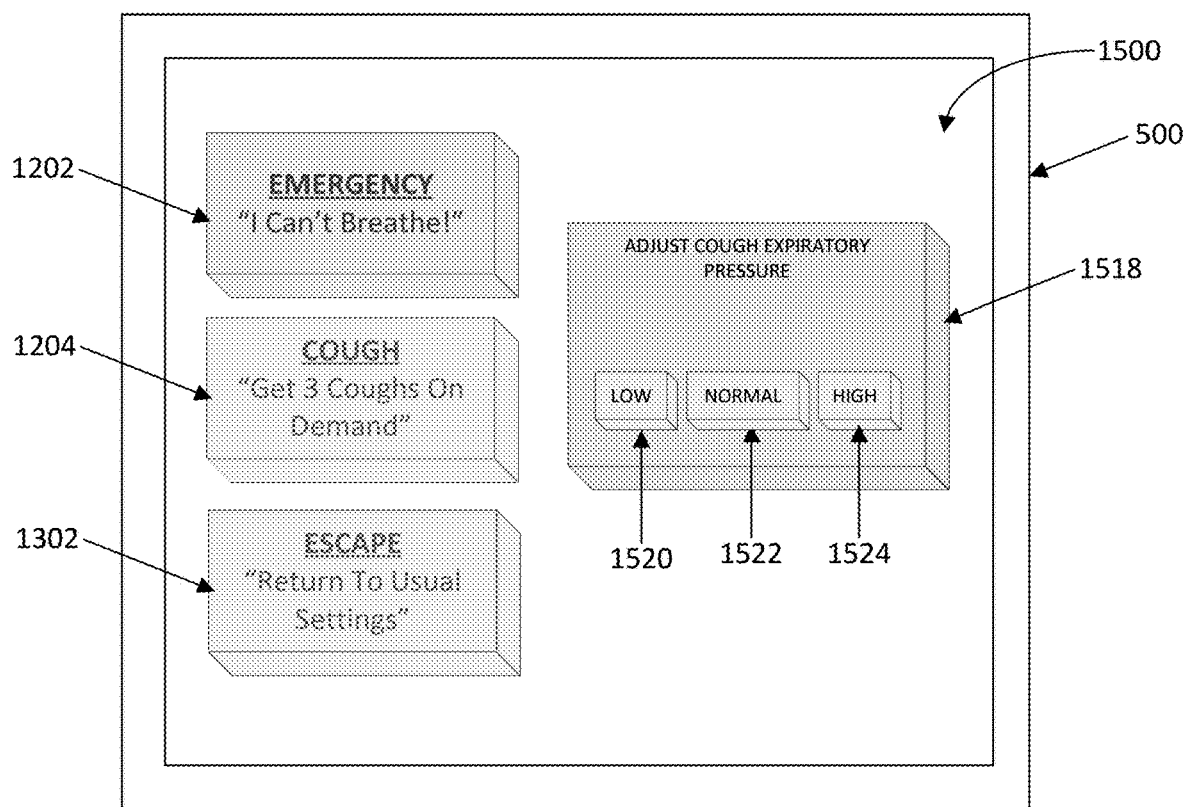 1500
500
1202
EMERGENCY
“I Can’t Breathe!”
ADJUST COUGH EXPIRATORY
PRESSURE
1518
1204
COUGH
“Get 3 Coughs On
Demand”
LOW
NORMAL
HIGH
1302
ESCAPE
“Return To Usual
Settings”
1520
1522
1524